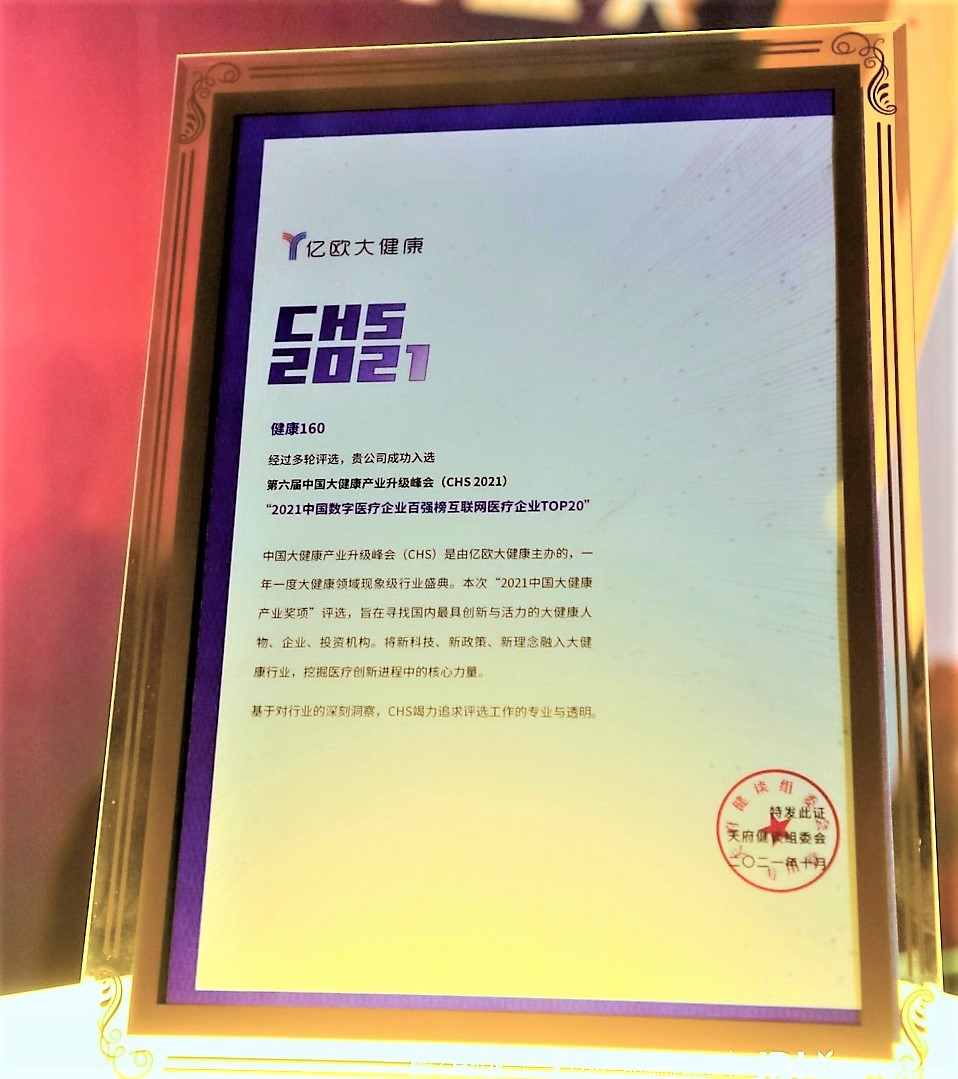 亿欧大健康
CHS
2021
健康160
经过多轮评选，贵公司成功入选
第六届中国大健康产业升级峰会（CHS 2021）
“2021中国数字医疗企业百强榜互联网医疗企业TOP20”
中国大健康产业升级峰会（CHS）是由亿欧大健康主办的，一
年一度大健康领域现象级行业盛典。本次“2021中国大健康
产业奖项”评选，旨在寻找国内最具创新与活力的大健康人
物、企业、投资机构。将新科技、新政策、新理念融入大健
康行业，挖掘医疗创新进程中的核心力量。
基于对行业的深刻洞察，CHS竭力追求评选工作的专业与透明。
特发此证
天府健谈组委会
二〇二一年十月